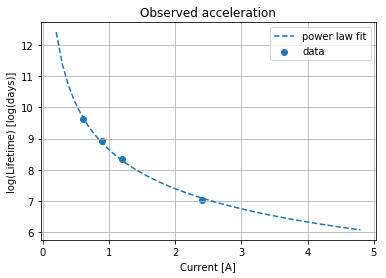 Observed acceleration
power law fit
data
log(Lifetime) [log(days)]
12
11
10
9
8
7
6
0
1
2
3
4
5
Current [A]